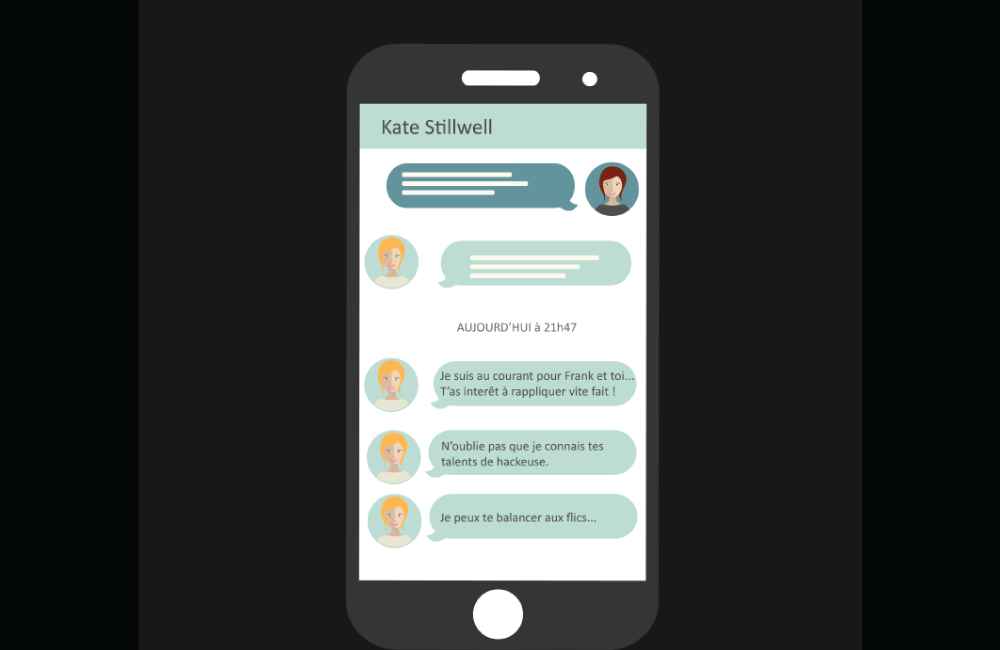 Kate Stillwell
AUJOURD’HUI à 21h47
Je suis au courant pour Frank et toi...
T’as interêt à rappliquer vite fait !
N’oublie pas que je connais tes
talents de hackeuse.
Je peux te balancer aux flics...